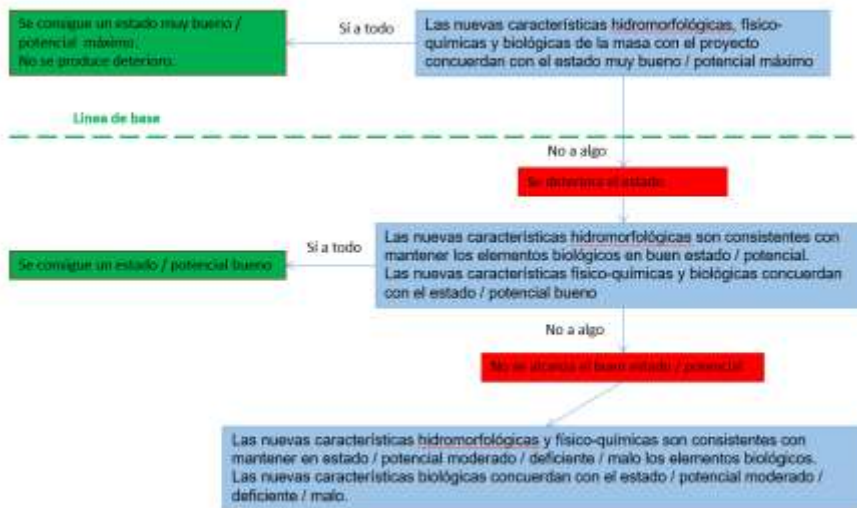 Se consigue un estado muy bueno /
potencial máximo.
No se produce deterioro.
Sí a todo
Las nuevas características hidromorfológicas, físico-
químicas y biológicas de la masa con el proyecto
concuerdan con el estado muy bueno / potencial máximo
Línea de base
No a algo
Se deteriora el estado
Se consigue un estado / potencial bueno
Sí a todo
Las nuevas características hidromorfológicas son consistentes con
mantener los elementos biológicos en buen estado / potencial.
Las nuevas características físico-químicas y biológicas concuerdan
con el estado / potencial bueno
No a algo
No se alcanza el buen estado / potencial
Las nuevas características hidromorfológicas y físico-químicas son consistentes con
mantener en estado / potencial moderado / deficiente / malo los elementos biológicos.
Las nuevas características biológicas concuerdan con el estado / potencial moderado /
deficiente / malo.